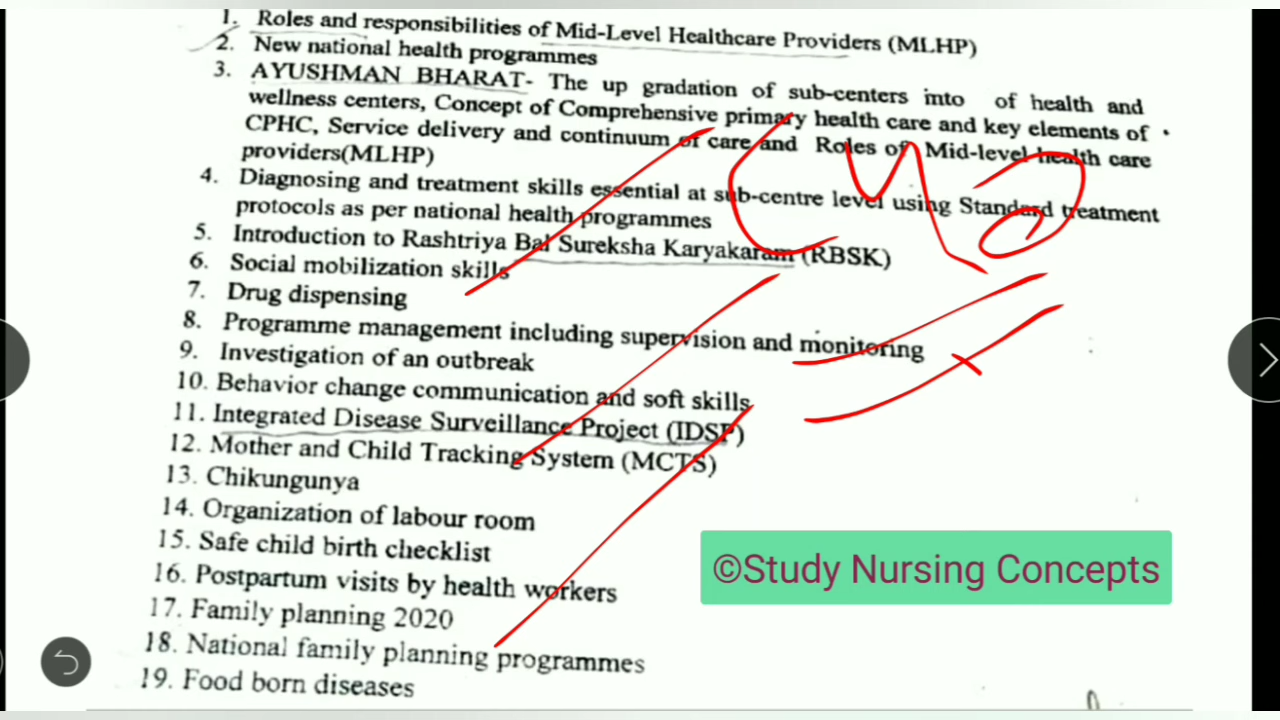 1. Roles and responsibilities of Mid-Level Healthcare Providers (MLHP)
2. New national health programmes
3. AYUSHMAN BHARAT- The up gradation of sub-centers into of health and
wellness centers, Concept of Comprehensive primary health care and key elements of
CPHC, Service delivery and continuum of care and Roles of Mid-level health care
providers(MLHP)
4. Diagnosing and treatment skills essential at sub-centre level using Standard treatment
protocols as per national health programmes
5. Introduction to Rashtriya Bal Sureksha Karyakaram (RBSK)
6. Social mobilization skills
7. Drug dispensing
8. Programme management including supervision and monitoring
9. Investigation of an outbreak
10. Behavior change communication and soft skills
11. Integrated Disease Surveillance Project (IDSP)
12. Mother and Child Tracking System (MCTS)
13. Chikungunya
14. Organization of labour room
15. Safe child birth checklist
16. Postpartum visits by health workers
17. Family planning 2020
18. National family planning programmes
19. Food born diseases
©Study Nursing Concepts